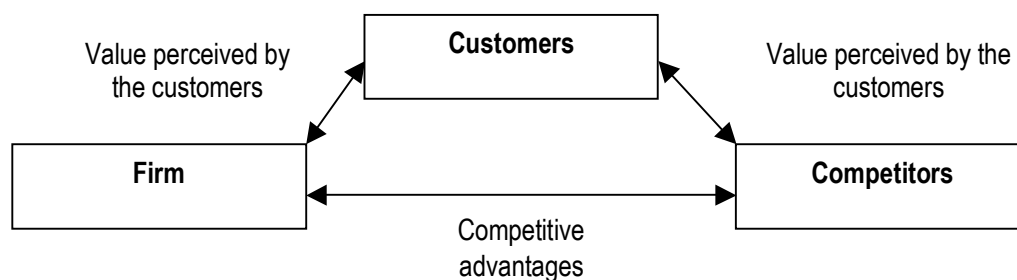 Customers
Value perceived by
the customers
Value perceived by the
customers
Firm
Competitors
Competitive
advantages